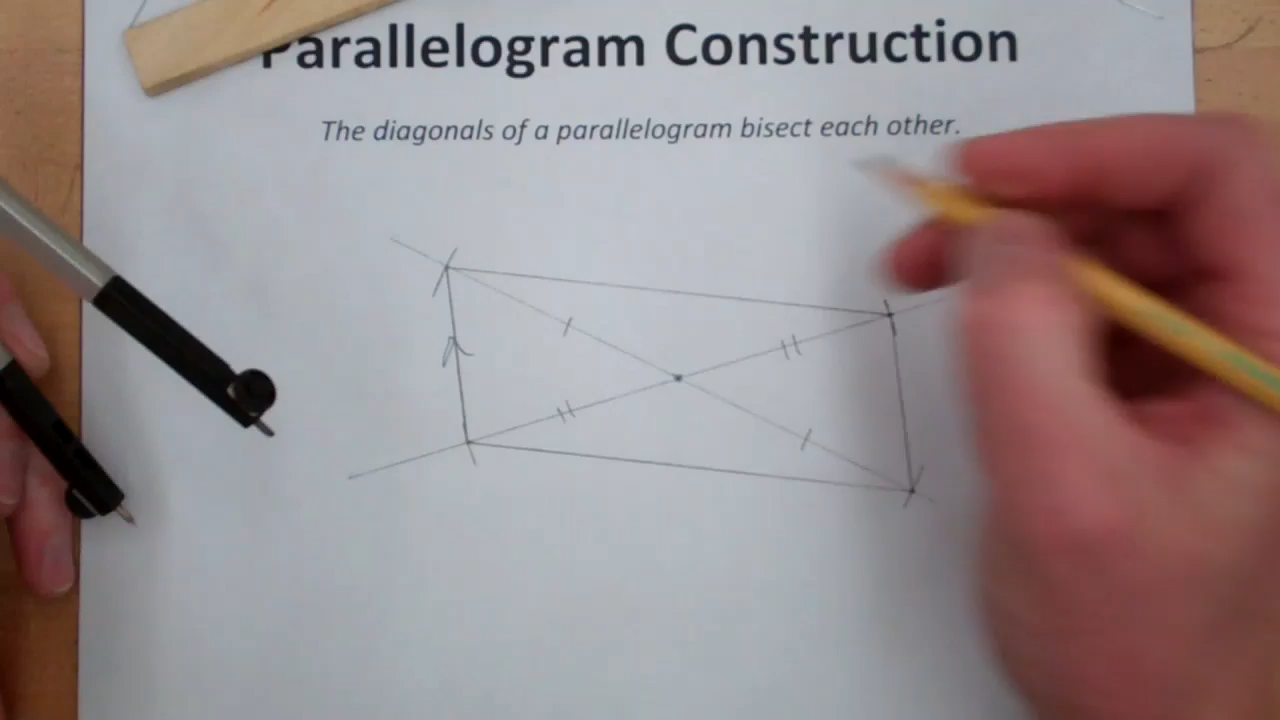 Parallelogram Construction
The diagonals of a parallelogram bisect each other.